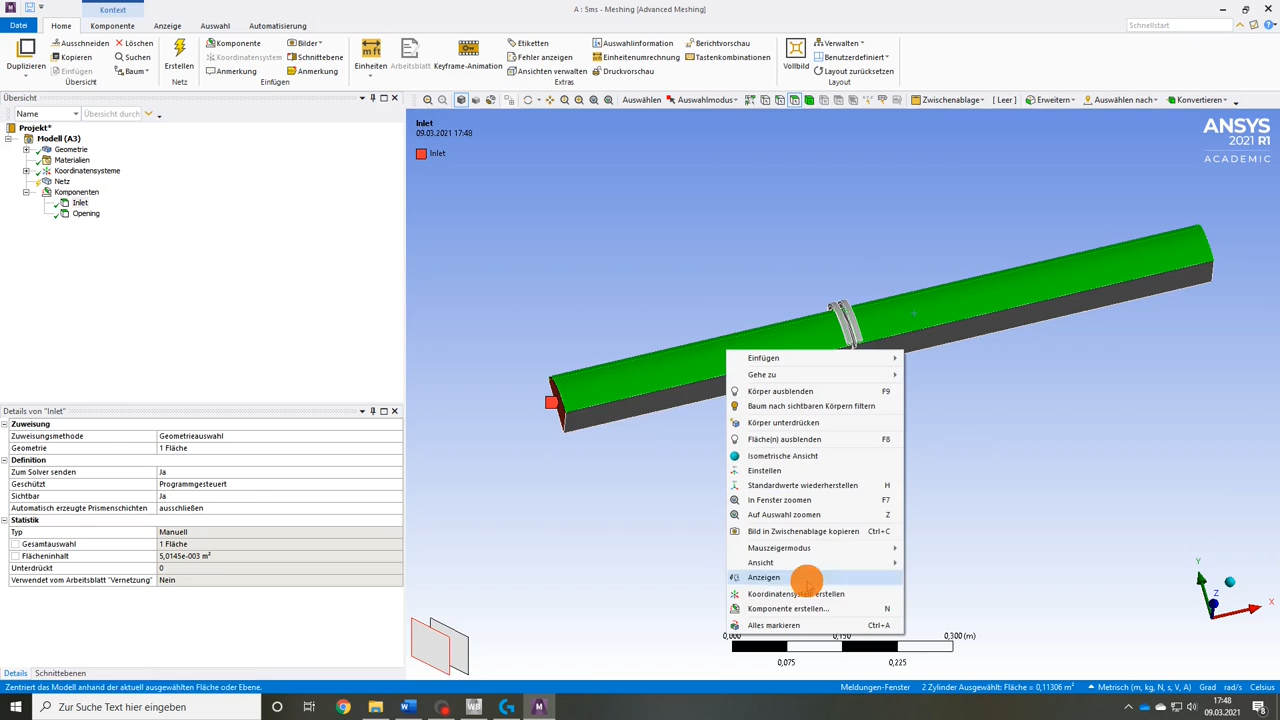 Kontext
A : Sms - Meshing [Advanced Meshing]
Datei Home Komponente Anzeige Auswahl Automatisierung Schnellstart
Duplizieren Ausschneiden Löschen Kopieren Suchen Einfügen Baum
Übersicht
Erstellen
Netz
Komponente Bilder Koordinatensystem Schnittebene Anmerkung Anmerkung
Einfügen
Einheiten Arbeitsblatt Keyframe-Animation Etiketten Fehler anzeigen Ansichten verwalten
Auswahlinformation Einheitenumrechnung Druckvorschau Berichtvorschau Tastenkombinationen
Extras
Vollbild Verwalten Benutzerdefiniert Layout zurücksetzen
Layout
Auswählen Auswahlmodus Zwischenablage [ Leer ] Erweitern Auswählen nach Konvertieren
Übersicht
Name Übersicht durch
Projekt*
Modell (A3)
Geometrie
Materialien
Koordinatensysteme
Netz
Komponenten
Inlet
Opening
Details von "Inlet"
Zuweisung
Zuweisungsmethode Geometrieauswahl
Geometrie 1 Fläche
Definition
Zum Solver senden Ja
Geschützt Programmgesteuert
Sichtbar Ja
Automatisch erzeugte Prismenschichten ausschließen
Statistik
Typ Manuell
Gesamtauswahl 1 Fläche
Flächeninhalt 5,0145e-003 m²
Unterdrückt 0
Verwendet vom Arbeitsblatt "Vernetzung" Nein
Details Schnittebenen
Inlet
09.03.2021 17:48
Inlet
ANSYS
2021 R1
ACADEMIC
Einfügen
Gehe zu
Körper ausblenden F9
Baum nach sichtbaren Körpern filtern
Körper unterdrücken
Fläche(n) ausblenden F8
Isometrische Ansicht
Einstellen
Standardwerte wiederherstellen H
In Fenster zoomen F7
Auf Auswahl zoomen Z
Bild in Zwischenablage kopieren Ctrl+C
Mauszeigermodus
Ansicht
Anzeigen
Koordinatensystem erstellen
Komponente erstellen... N
Alles markieren Ctrl+A
0,000 0,150 0,300 (m)
0,075 0,225
Y
Z
X
Zentriert das Modell anhand der aktuell ausgewählten Fläche oder Ebene. Meldungen-Fenster 2 Zylinder Ausgewählt: Fläche = 0,11306 m² Metrisch (m, kg, N, s, V, A) Grad rad/s Celsius
Zur Suche Text hier eingeben
17:48
09.03.2021
8